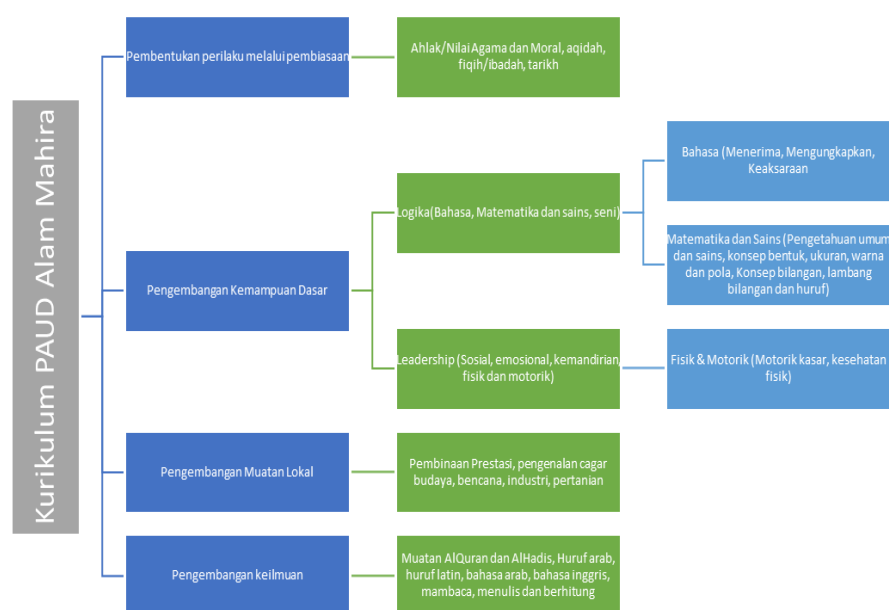 Kurikulum PAUD Alam Mahira
Pembentukan perilaku melalui pembiasaan
Ahlak/Nilai Agama dan Moral, aqidah,
fiqih/ibadah, tarikh
Pengembangan Kemampuan Dasar
Logika(Bahasa, Matematika dan sains, seni)
Bahasa (Menerima, Mengungkapkan,
Keaksaraan
Matematika dan Sains (Pengetahuan umum
dan sains, konsep bentuk, ukuran, warna
dan pola, Konsep bilangan, lambang
bilangan dan huruf)
Leadership (Sosial, emosional, kemandirian,
fisik dan motorik)
Fisik & Motorik (Motorik kasar, kesehatan
fisik)
Pengembangan Muatan Lokal
Pembinaan Prestasi, pengenalan cagar
budaya, bencana, industri, pertanian
Pengembangan keilmuan
Muatan AlQuran dan AlHadis, Huruf arab,
huruf latin, bahasa arab, bahasa inggris,
mambaca, menulis dan berhitung